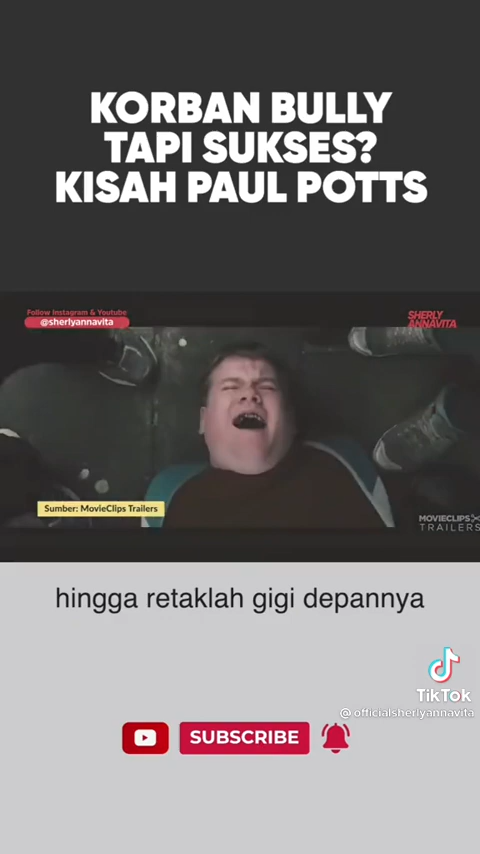 KORBAN BULLY
TAPI SUKSES?
KISAH PAUL POTTS
Follow Instagram & Youtube
@sherlyannavita
SHERLY
ANNAVITA
Sumber: MovieClips Trailers
MOVIECLIPS
TRAILERS
hingga retaklah gigi depannya
TikTok
@officialsherlyannavita
SUBSCRIBE